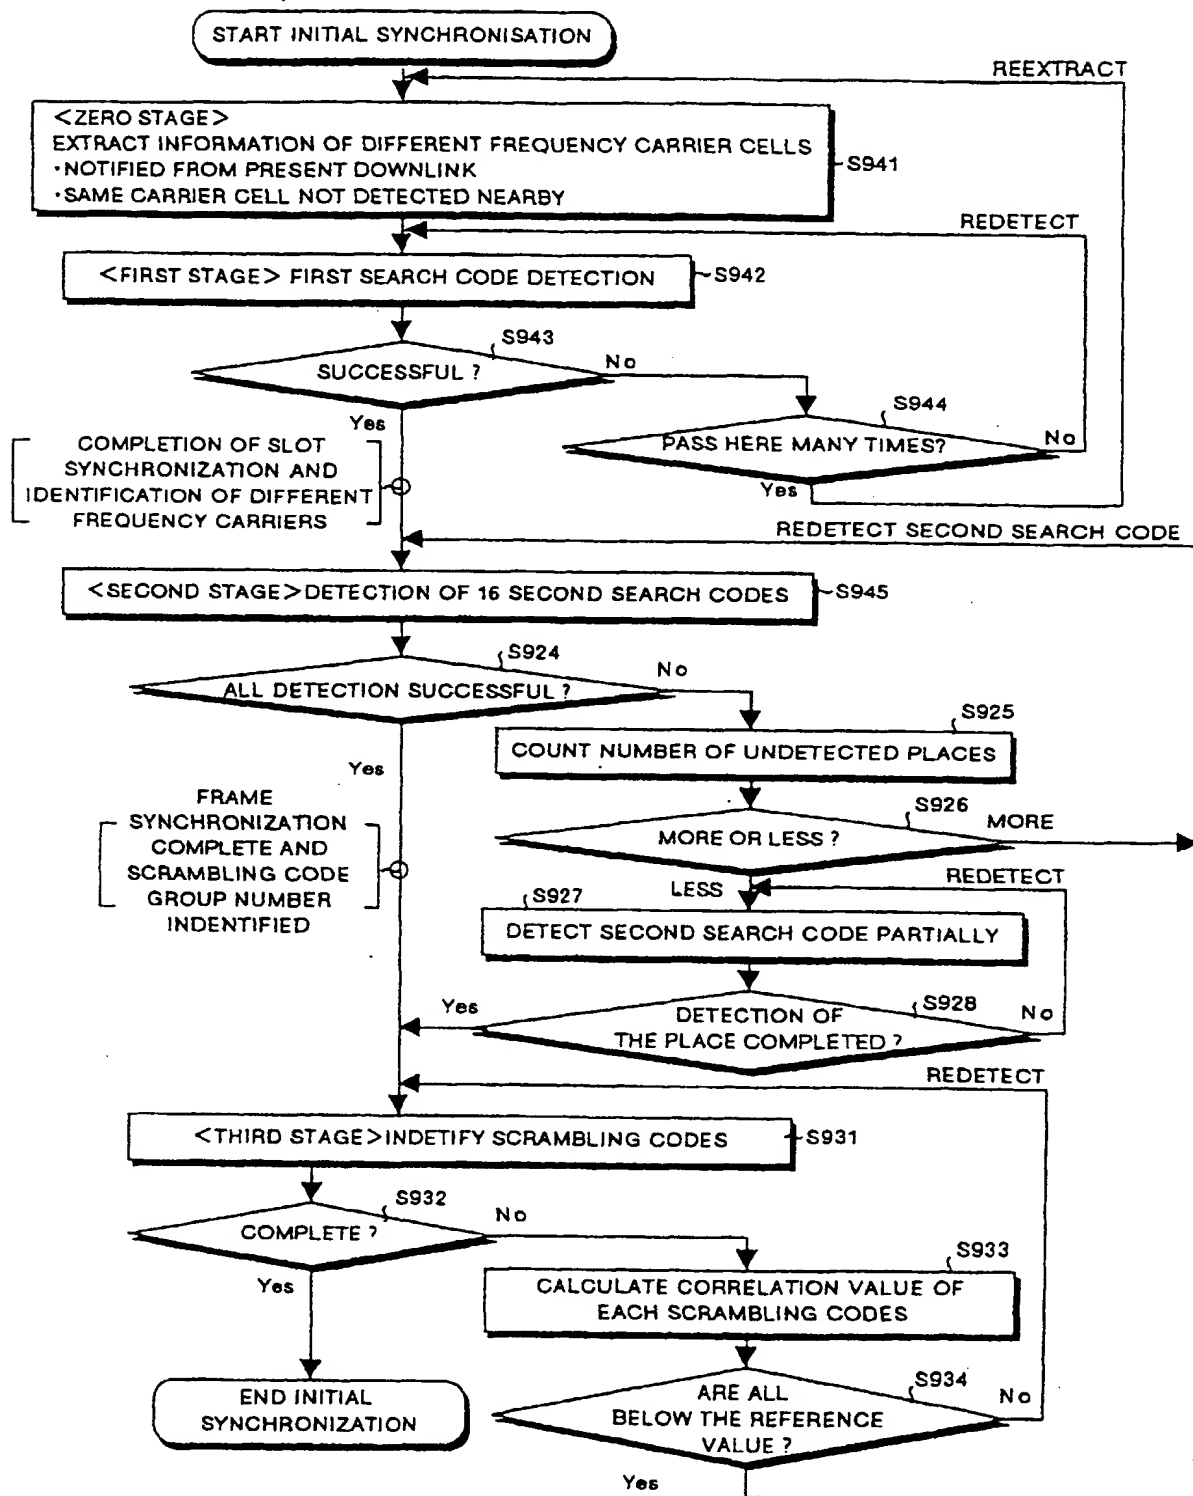 START INITIAL SYNCHRONISATION
REEXTRACT
<ZERO STAGE>
EXTRACT INFORMATION OF DIFFERENT FREQUENCY CARRIER CELLS
・NOTIFIED FROM PRESENT DOWNLINK
・SAME CARRIER CELL NOT DETECTED NEARBY
S941
REDETECT
<FIRST STAGE> FIRST SEARCH CODE DETECTION
S942
S943
SUCCESSFUL ?
No
Yes
S944
PASS HERE MANY TIMES?
No
Yes
COMPLETION OF SLOT
SYNCHRONIZATION AND
IDENTIFICATION OF DIFFERENT
FREQUENCY CARRIERS
REDETECT SECOND SEARCH CODE
<SECOND STAGE>DETECTION OF 16 SECOND SEARCH CODES
S945
S924
ALL DETECTION SUCCESSFUL ?
No
Yes
S925
COUNT NUMBER OF UNDETECTED PLACES
FRAME
SYNCHRONIZATION
COMPLETE AND
SCRAMBLING CODE
GROUP NUMBER
INDENTIFIED
S926
MORE OR LESS ?
MORE
LESS
REDETECT
S927
DETECT SECOND SEARCH CODE PARTIALLY
S928
DETECTION OF
THE PLACE COMPLETED ?
Yes
No
REDETECT
<THIRD STAGE>INDETIFY SCRAMBLING CODES
S931
S932
COMPLETE ?
No
Yes
S933
CALCULATE CORRELATION VALUE OF
EACH SCRAMBLING CODES
END INITIAL
SYNCHRONIZATION
S934
ARE ALL
BELOW THE REFERENCE
VALUE ?
No
Yes